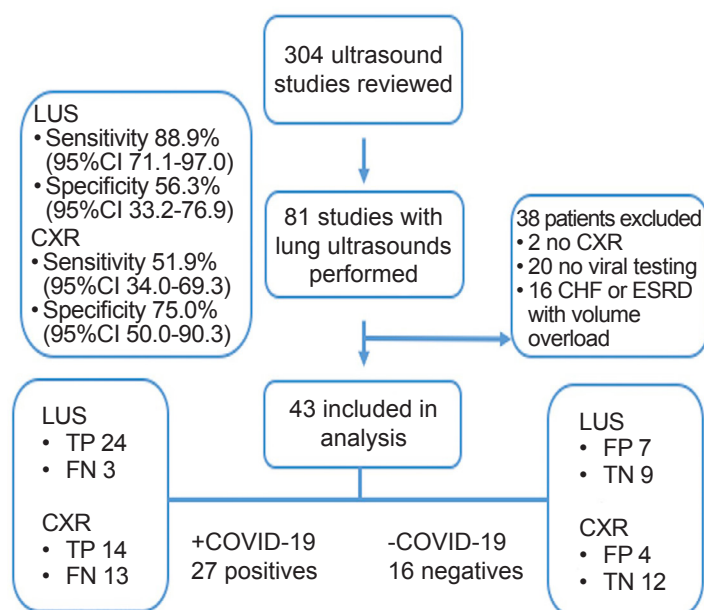 304 ultrasound
studies reviewed
LUS
• Sensitivity 88.9%
(95%CI 71.1-97.0)
• Specificity 56.3%
(95%CI 33.2-76.9)
CXR
• Sensitivity 51.9%
(95%CI 34.0-69.3)
• Specificity 75.0%
(95%CI 50.0-90.3)
81 studies with
lung ultrasounds
performed
38 patients excluded
• 2 no CXR
• 20 no viral testing
• 16 CHF or ESRD
with volume
overload
43 included in
analysis
LUS
• TP 24
• FN 3
CXR
• TP 14
• FN 13
+COVID-19
27 positives
-COVID-19
16 negatives
LUS
• FP 7
• TN 9
CXR
• FP 4
• TN 12